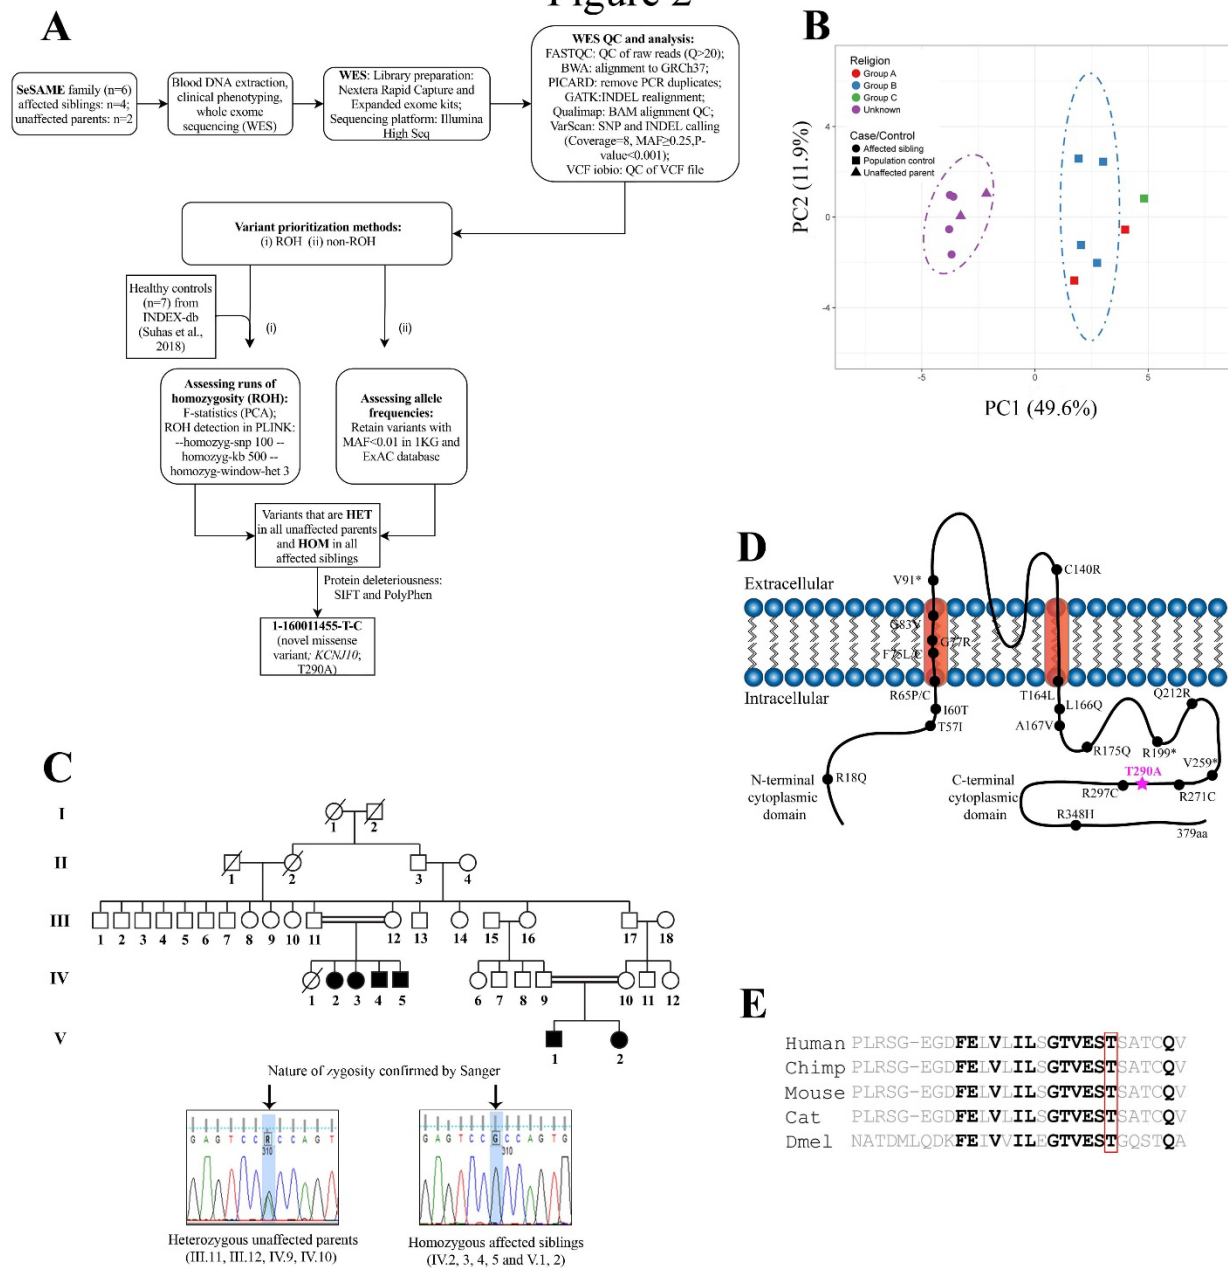 Figure 2
A
SeSAME family (n=6)
affected siblings: n=4;
unaffected parents: n=2
Blood DNA extraction,
clinical phenotyping,
whole exome
sequencing (WES)
WES: Library preparation:
Nextera Rapid Capture and
Expanded exome kits;
Sequencing platform: Illumina
High Seq
WES QC and analysis:
FASTQC: QC of raw reads (Q>20);
BWA: alignment to GRCh37;
PICARD: remove PCR duplicates;
GATK:INDEL realignment;
Qualimap: BAM alignment QC;
VarScan: SNP and INDEL calling
(Coverage=8, MAF≥0.25,P-
value<0.001);
VCF iobio: QC of VCF file
Variant prioritization methods:
(i) ROH (ii) non-ROH
Healthy controls
(n=7) from
INDEX-db
(Suhas et al.,
2018)
(i)
(ii)
Assessing runs of
homozygosity (ROH):
F-statistics (PCA);
ROH detection in PLINK:
--homozyg-snp 100 --
homozyg-kb 500 --
homozyg-window-het 3
Assessing allele
frequencies:
Retain variants with
MAF<0.01 in 1KG and
ExAC database
Variants that are HET
in all unaffected parents
and HOM in all
affected siblings
Protein deleteriousness:
SIFT and PolyPhen
1-160011455-T-C
(novel missense
variant; KCNJ10;
T290A)
B
Religion
Group A
Group B
Group C
Unknown
Case/Control
Affected sibling
Population control
Unaffected parent
PC2 (11.9%)
4
0
-4
-5
0
5
PC1 (49.6%)
C
I
1 2
II
1 2 3 4
III
1 2 3 4 5 6 7 8 9 10 11 12 13 14 15 16 17 18
IV
1 2 3 4 5 6 7 8 9 10 11 12
V
1 2
Nature of zygosity confirmed by Sanger
G A G T C C R C C A G T
310
G A G T C C G C C A G T G
310
Heterozygous unaffected parents
(III.11, III.12, IV.9, IV.10)
Homozygous affected siblings
(IV.2, 3, 4, 5 and V.1, 2)
D
Extracellular
Intracellular
V91*
C140R
G83V
G77R
F75L/C
R65P/C
T164L
I60T
L166Q
T57I
A167V
Q212R
R175Q
R199*
V259*
R18Q
T290A
R297C
R271C
R348H
379aa
N-terminal
cytoplasmic
domain
C-terminal
cytoplasmic
domain
E
Human PLRSG-EGDFELVLILSGTVESTSATCQV
Chimp PLRSG-EGDFELVLILSGTVESTSATCQV
Mouse PLRSG-EGDFELVLILSGTVESTSATCQV
Cat PLRSG-EGDFELVLILSGTVESTSATCQV
Dmel NATDMLQDKFEIVVILEGTVESTGQSTQA